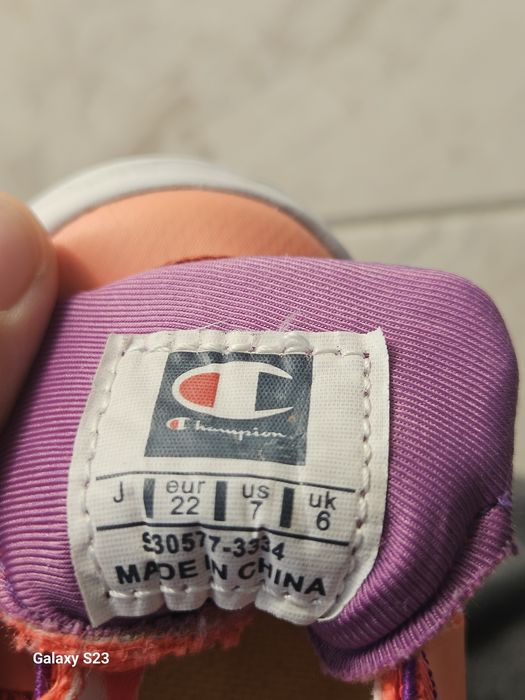 Champion
J eur us uk
22 7 6
MADE IN CHINA
Galaxy S23